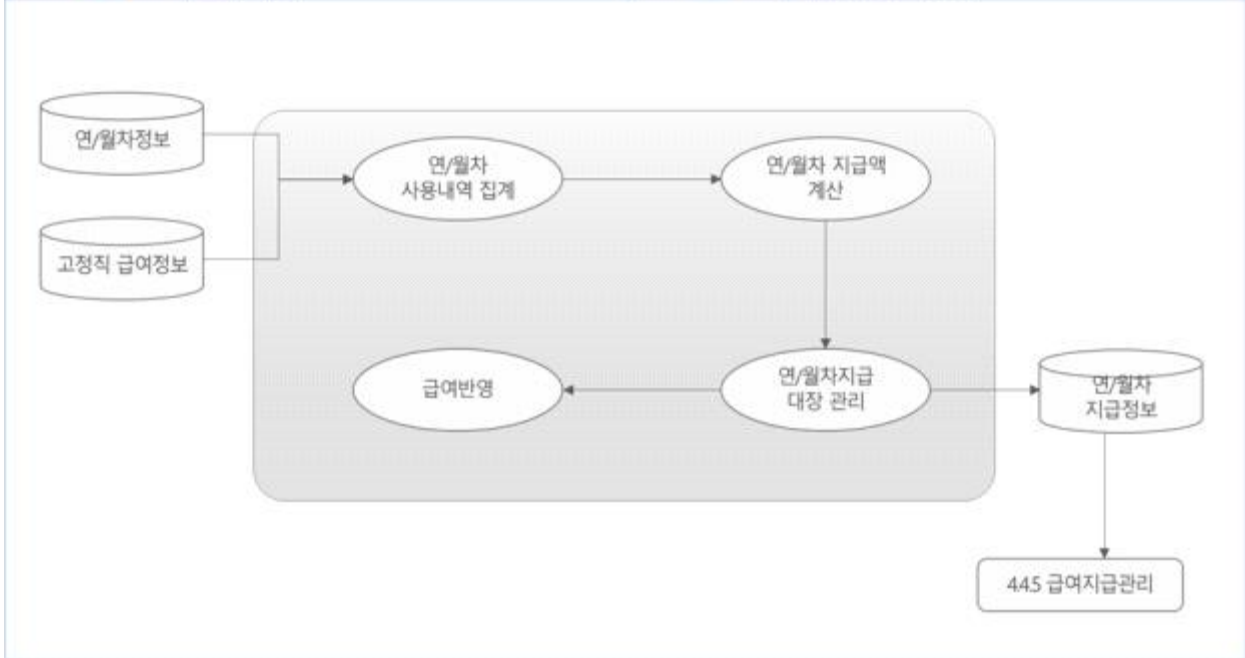 연/월차정보
고정직 급여정보
연/월차
사용내역 집계
연/월차 지급액
계산
급여반영
연/월차지급
대장 관리
연/월차
지급정보
4.4.5 급여지급관리